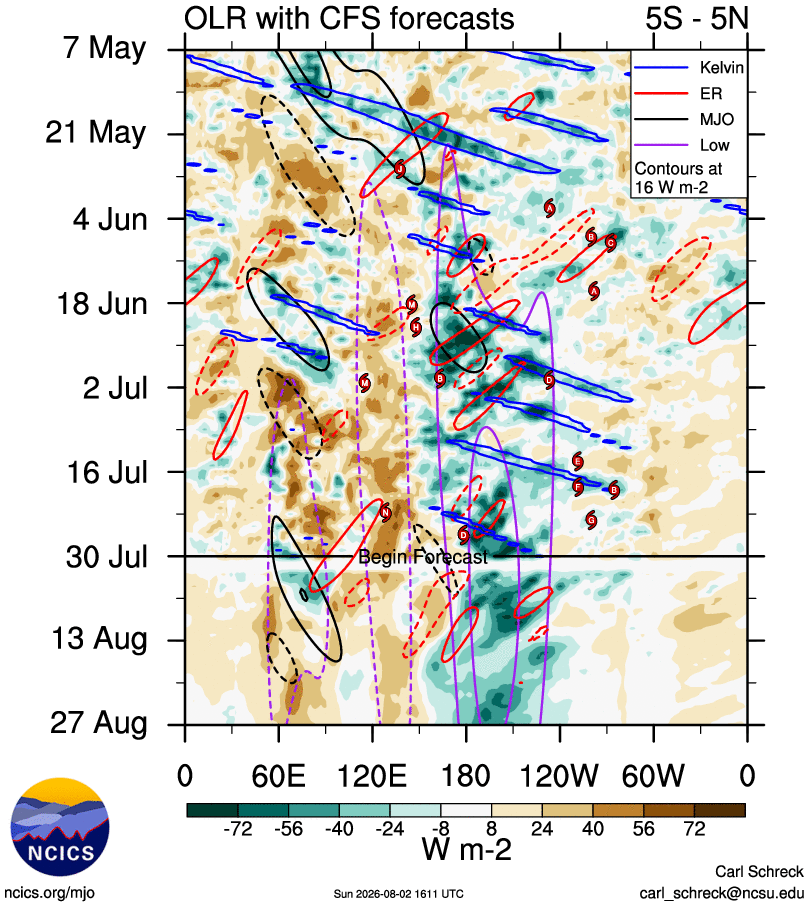 OLR with CFS forecasts 5S - 5N
7 May
21 May
4 Jun
18 Jun
2 Jul
16 Jul
30 Jul
13 Aug
27 Aug
Kelvin
ER
MJO
Low
Contours at
16 W m-2
J
A
B
C
A
M
H
M
B
D
E
F
B
N
G
D
Begin Forecast
0 60E 120E 180 120W 60W 0
-72 -56 -40 -24 -8 8 24 40 56 72
W m-2
NCICS
ncics.org/mjo
Sun 2026-08-02 1611 UTC
Carl Schreck
carl_schreck@ncsu.edu